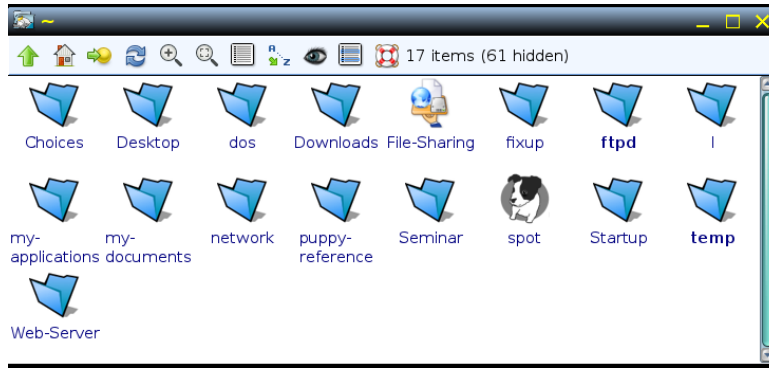 ~
A
z
17 items (61 hidden)
Choices Desktop dos Downloads File-Sharing fixup ftpd l
my-applications my-documents network puppy-reference Seminar spot Startup temp
Web-Server